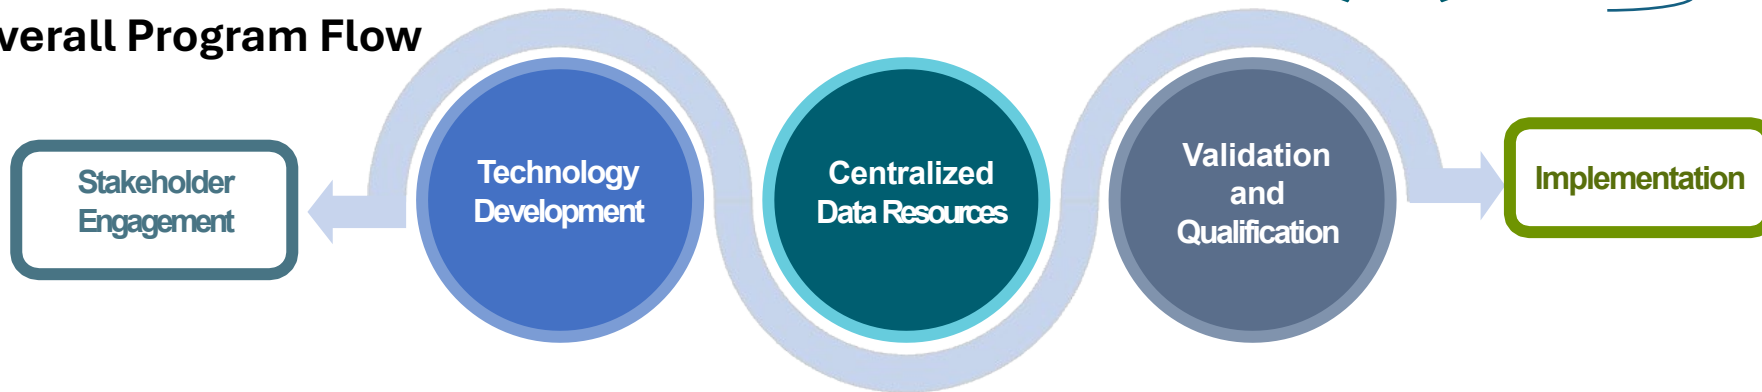 verall Program Flow
Stakeholder
Engagement
Technology
Development
Centralized
Data Resources
Validation
and
Qualification
Implementation